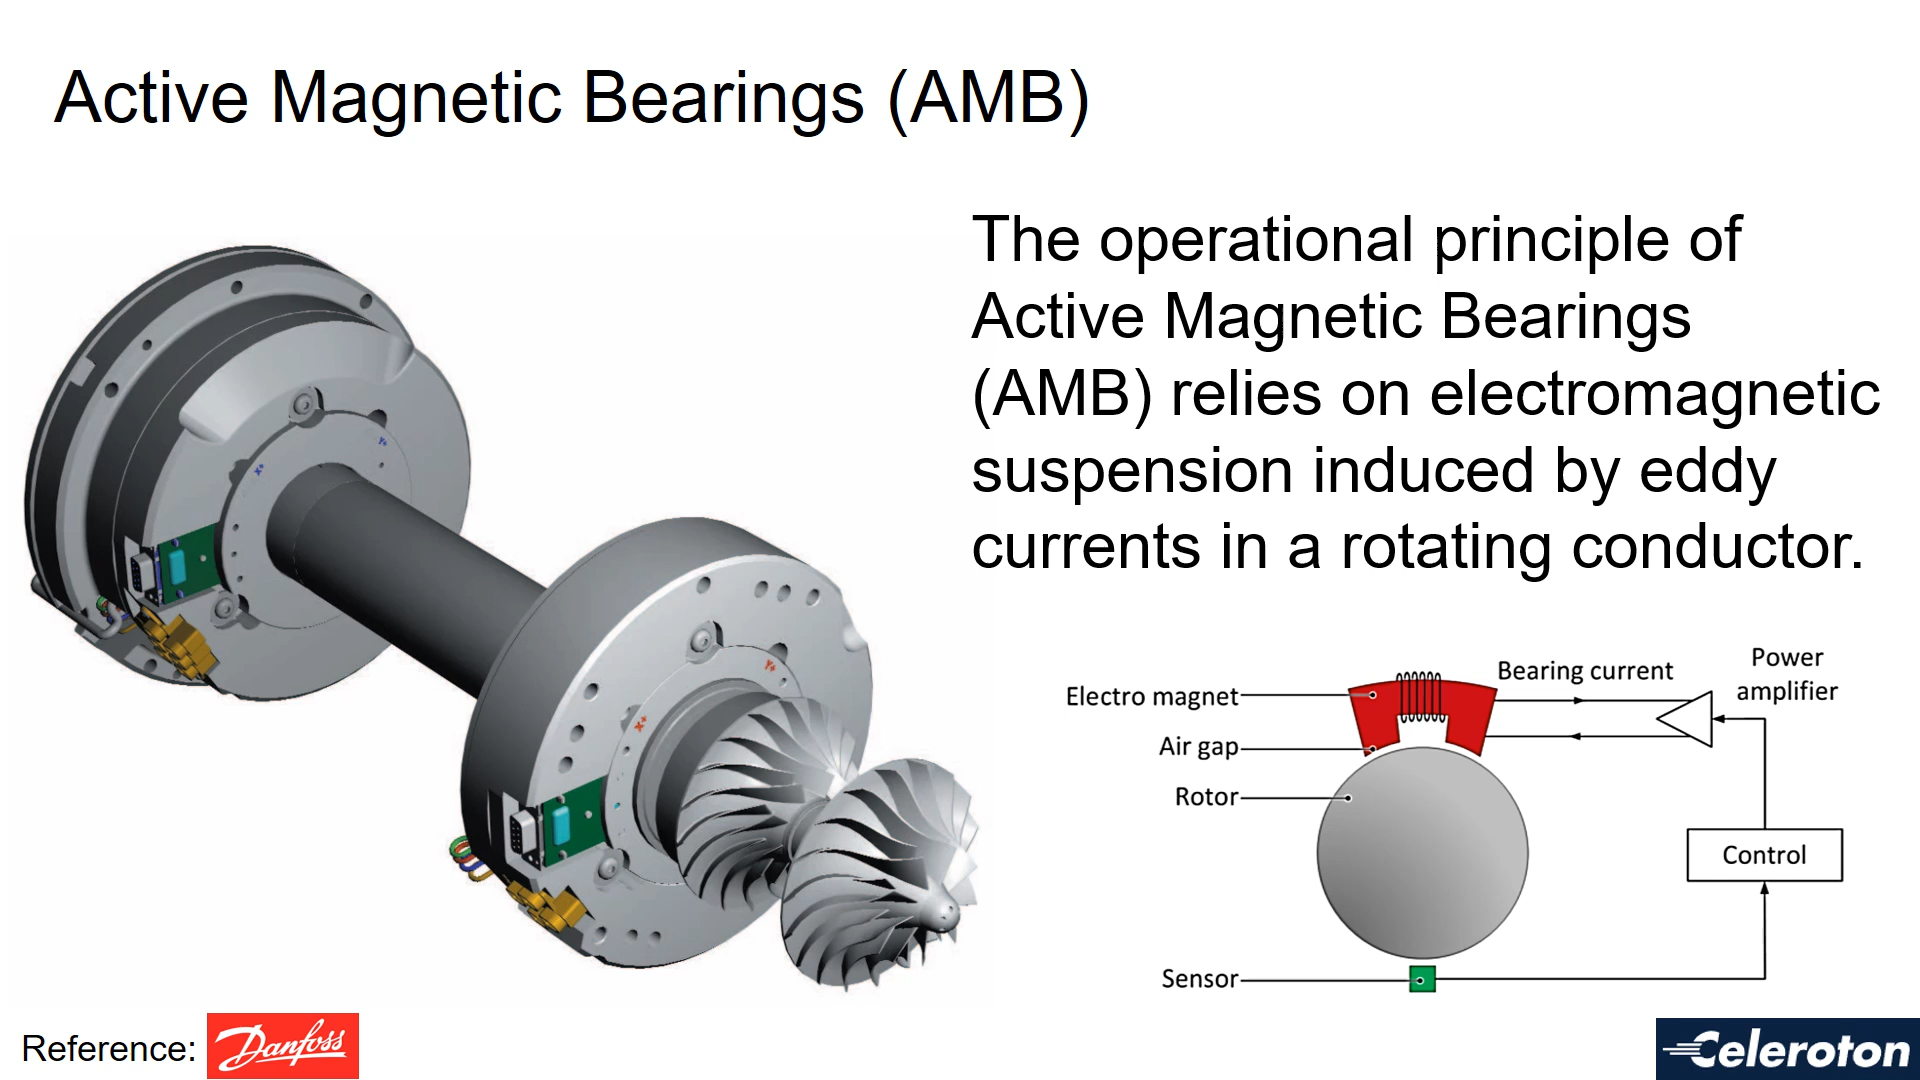 Active Magnetic Bearings (AMB)
The operational principle of
Active Magnetic Bearings
(AMB) relies on electromagnetic
suspension induced by eddy
currents in a rotating conductor.
X+
Y+
X+
Y+
Electro magnet
Air gap
Rotor
Sensor
Bearing current
Power
amplifier
Control
Reference:
Danfoss
Celeroton